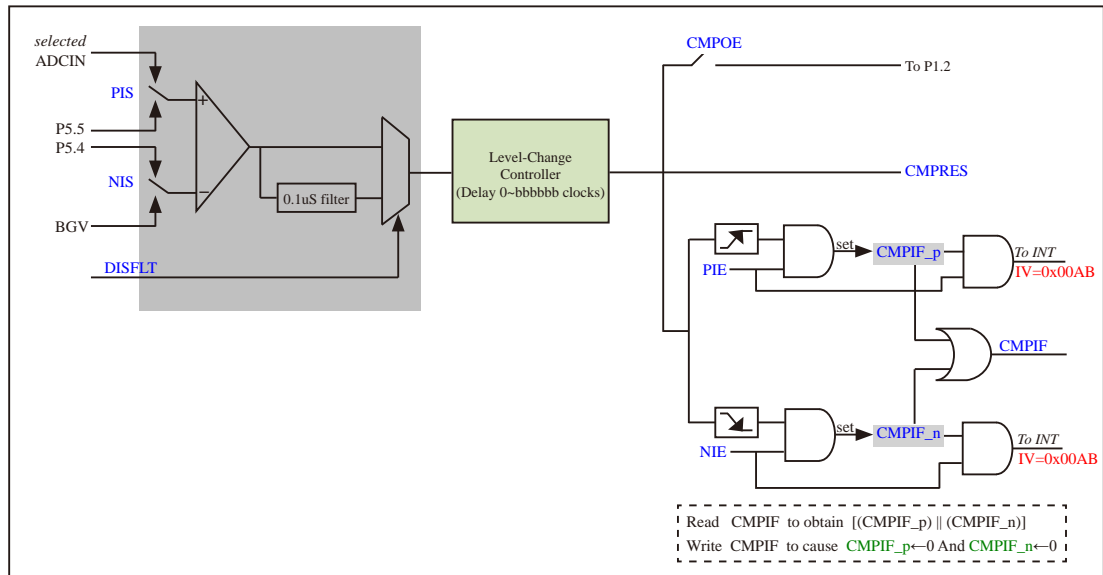 selected
ADCIN
PIS
P5.5
P5.4
NIS
BGV
DISFLT
+
−
0.1uS filter
Level-Change
Controller
(Delay 0~bbbbbb clocks)
CMPOE
To P1.2
CMPRES
PIE
set
CMPIF_p
To INT
IV=0x00AB
CMPIF
NIE
set
CMPIF_n
To INT
IV=0x00AB
Read CMPIF to obtain [(CMPIF_p) || (CMPIF_n)]
Write CMPIF to cause CMPIF_p←0 And CMPIF_n←0